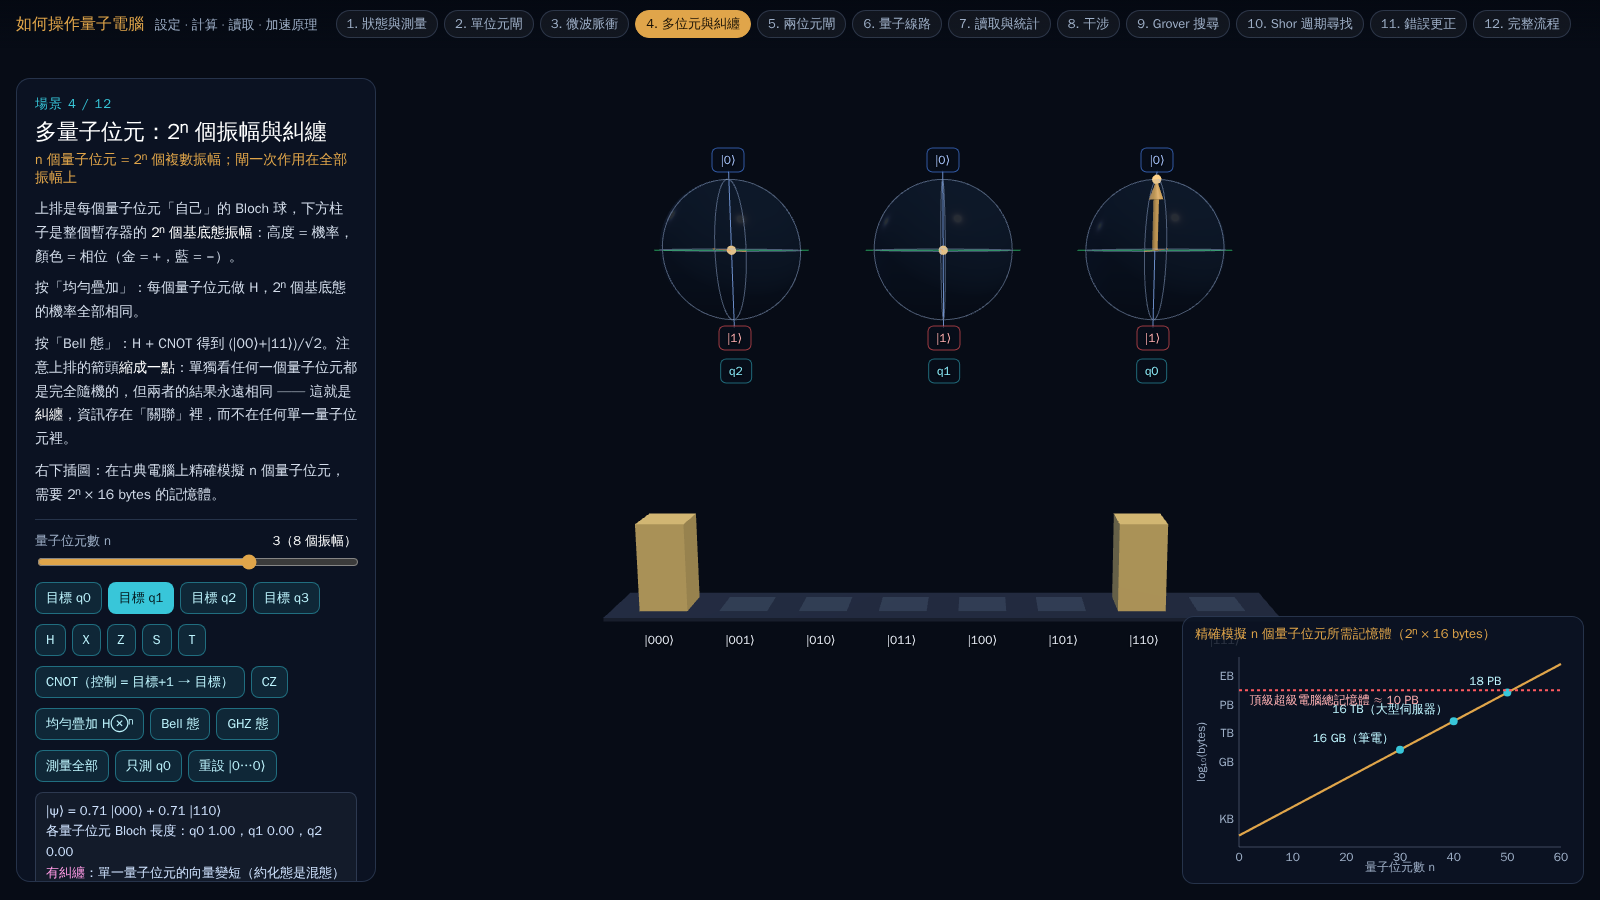 如何操作量子電腦 設定 · 計算 · 讀取 · 加速原理
1. 狀態與測量
2. 單位元閘
3. 微波脈衝
4. 多位元與糾纏
5. 兩位元閘
6. 量子線路
7. 讀取與統計
8. 干涉
9. Grover 搜尋
10. Shor 週期尋找
11. 錯誤更正
12. 完整流程
場景 4 / 12
多量子位元：2ⁿ 個振幅與糾纏
n 個量子位元 = 2ⁿ 個複數振幅；閘一次作用在全部
振幅上
上排是每個量子位元「自己」的 Bloch 球，下方柱
子是整個暫存器的 2ⁿ 個基底態振幅：高度 = 機率，
顏色 = 相位（金 = +，藍 = −）。
按「均勻疊加」：每個量子位元做 H，2ⁿ 個基底態
的機率全部相同。
按「Bell 態」：H + CNOT 得到 (|00⟩+|11⟩)/√2。注
意上排的箭頭縮成一點：單獨看任何一個量子位元都
是完全隨機的，但兩者的結果永遠相同 —— 這就是
糾纏，資訊存在「關聯」裡，而不在任何單一量子位
元裡。
右下插圖：在古典電腦上精確模擬 n 個量子位元，
需要 2ⁿ × 16 bytes 的記憶體。
量子位元數 n 3（8 個振幅）
目標 q0 目標 q1 目標 q2 目標 q3
H X Z S T
CNOT（控制 = 目標+1 → 目標） CZ
均勻疊加 H⊗ⁿ Bell 態 GHZ 態
測量全部 只測 q0 重設 |0⋯0⟩
|ψ⟩ = 0.71 |000⟩ + 0.71 |110⟩
各量子位元 Bloch 長度：q0 1.00，q1 0.00，q2
0.00
有糾纏：單一量子位元的向量變短（約化態是混態）
|0⟩ |0⟩ |0⟩
|1⟩ |1⟩ |1⟩
q2 q1 q0
|000⟩ |001⟩ |010⟩ |011⟩ |100⟩ |101⟩ |110⟩
精確模擬 n 個量子位元所需記憶體（2ⁿ × 16 bytes）
EB
PB
TB
GB
KB
log₁₀(bytes)
18 PB
頂級超級電腦總記憶體 ≈ 10 PB
16 TB（大型伺服器）
16 GB（筆電）
0 10 20 30 40 50 60
量子位元數 n